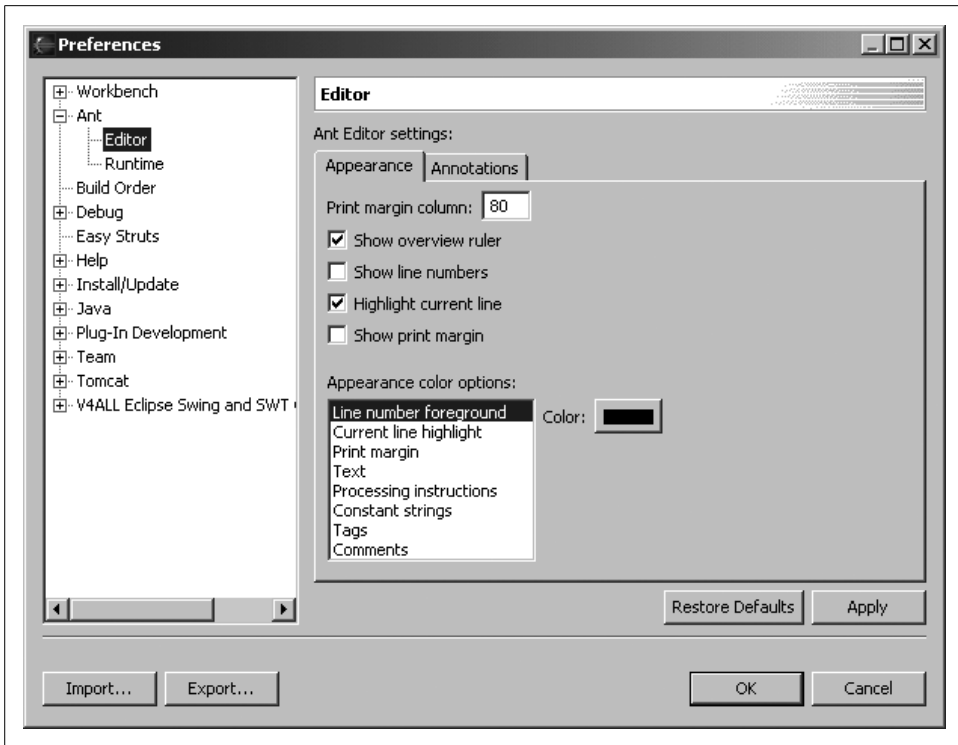 Preferences
Workbench
Ant
Editor
Runtime
Build Order
Debug
Easy Struts
Help
Install/Update
Java
Plug-In Development
Team
Tomcat
V4ALL Eclipse Swing and SWT
Editor
Ant Editor settings:
Appearance Annotations
Print margin column: 80
Show overview ruler
Show line numbers
Highlight current line
Show print margin
Appearance color options:
Line number foreground
Current line highlight
Print margin
Text
Processing instructions
Constant strings
Tags
Comments
Color:
Restore Defaults Apply
Import... Export... OK Cancel